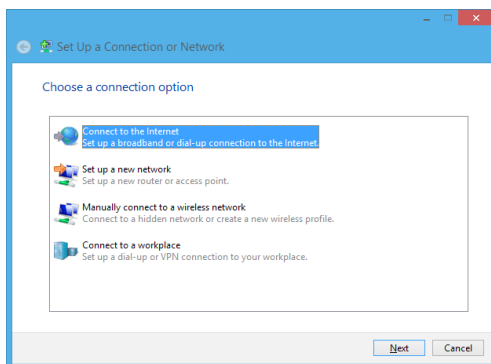 Set Up a Connection or Network
Choose a connection option
Connect to the Internet
Set up a broadband or dial-up connection to the Internet.
Set up a new network
Set up a new router or access point.
Manually connect to a wireless network
Connect to a hidden network or create a new wireless profile.
Connect to a workplace
Set up a dial-up or VPN connection to your workplace.
Next
Cancel